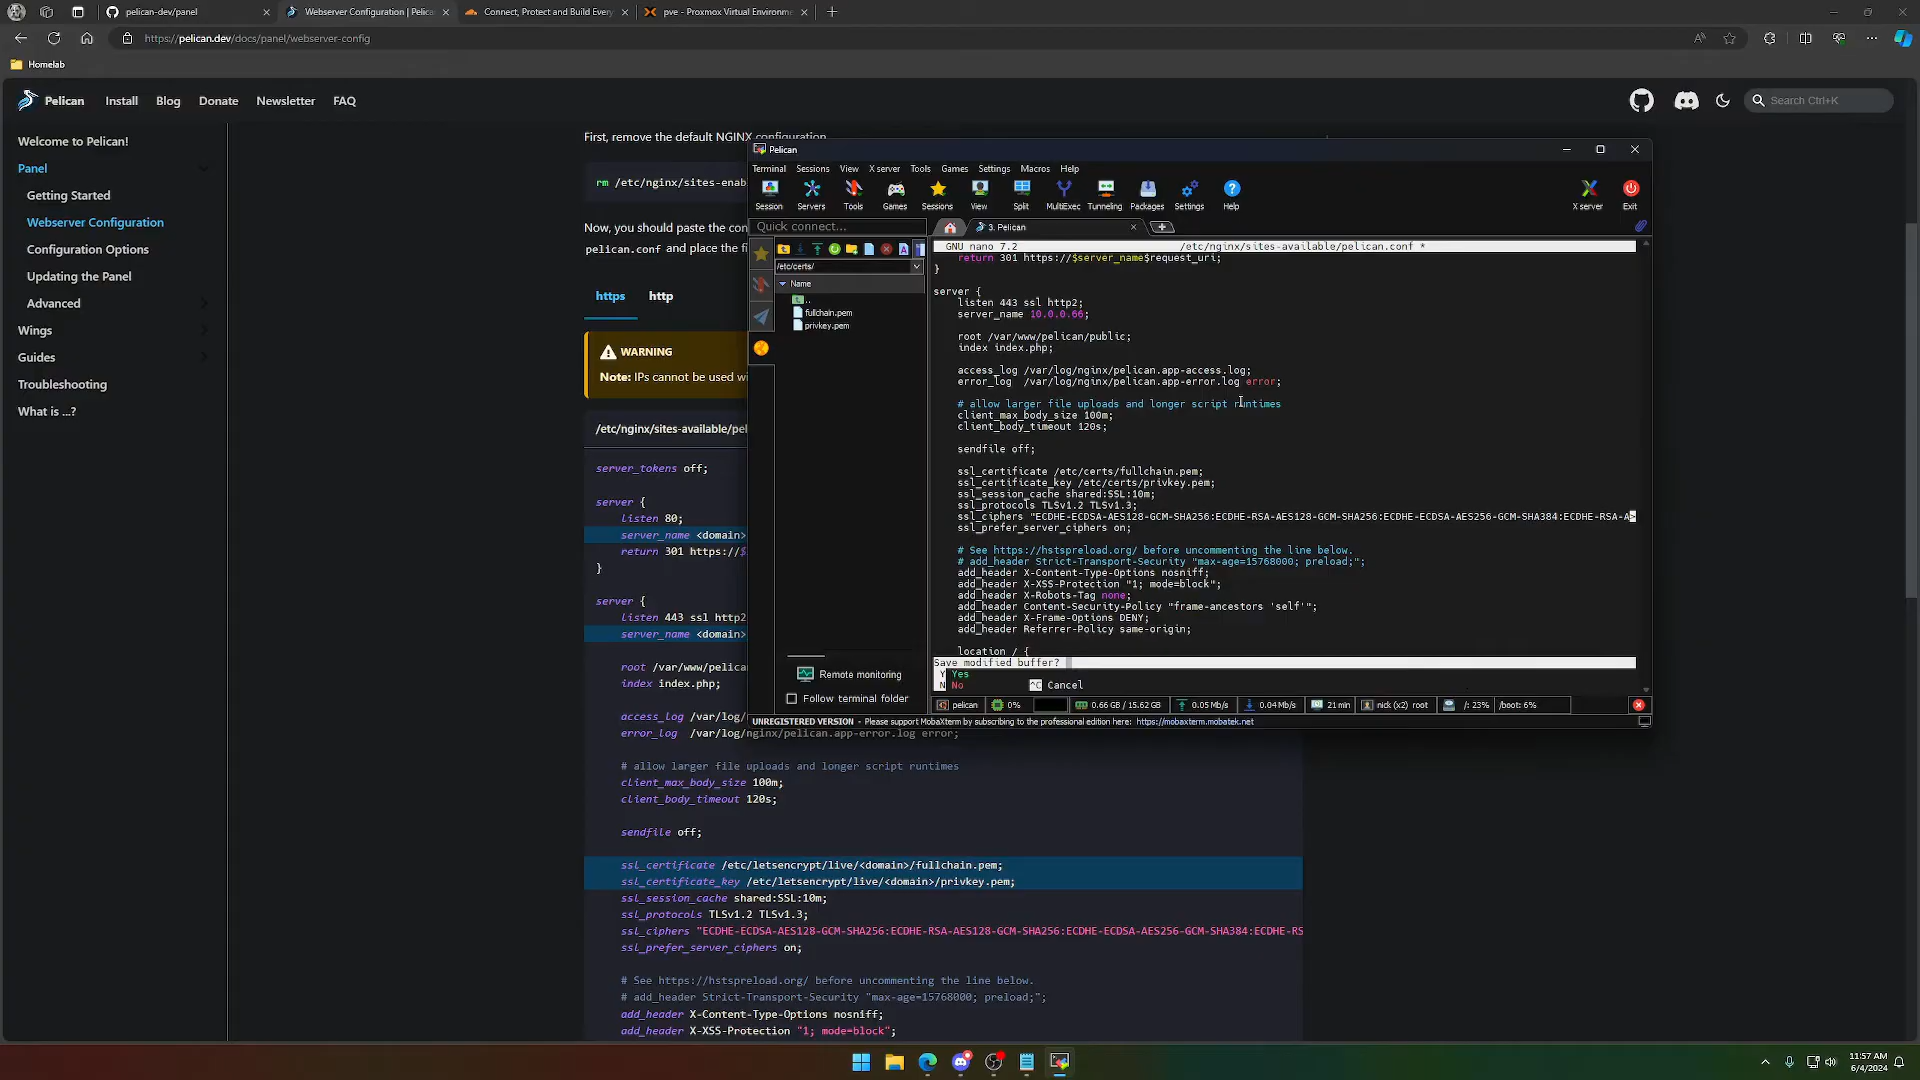 pelican-dev/panel
Webserver Configuration | Pelica
Connect, Protect and Build Every
pve - Proxmox Virtual Environme
https://pelican.dev/docs/panel/webserver-config
Homelab
Pelican
Install
Blog
Donate
Newsletter
FAQ
Search Ctrl+K
Welcome to Pelican!
Panel
Getting Started
Webserver Configuration
Configuration Options
Updating the Panel
Advanced
Wings
Guides
Troubleshooting
What is ...?
First, remove the default NGINX configuration
rm /etc/nginx/sites-enab
Now, you should paste the con
pelican.conf and place the fi
https
http
WARNING
Note: IPs cannot be used wi
/etc/nginx/sites-available/pel
server_tokens off;
server {
listen 80;
server_name <domain>
return 301 https://$
}
server {
listen 443 ssl http2
server_name <domain>
root /var/www/pelica
index index.php;
access_log /var/log/
error_log /var/log/nginx/pelican.app-error.log error;
# allow larger file uploads and longer script runtimes
client_max_body_size 100m;
client_body_timeout 120s;
sendfile off;
ssl_certificate /etc/letsencrypt/live/<domain>/fullchain.pem;
ssl_certificate_key /etc/letsencrypt/live/<domain>/privkey.pem;
ssl_session_cache shared:SSL:10m;
ssl_protocols TLSv1.2 TLSv1.3;
ssl_ciphers "ECDHE-ECDSA-AES128-GCM-SHA256:ECDHE-RSA-AES128-GCM-SHA256:ECDHE-ECDSA-AES256-GCM-SHA384:ECDHE-RS
ssl_prefer_server_ciphers on;
# See https://hstspreload.org/ before uncommenting the line below.
# add_header Strict-Transport-Security "max-age=15768000; preload;";
add_header X-Content-Type-Options nosniff;
add_header X-XSS-Protection "1; mode=block";
Pelican
Terminal Sessions View X server Tools Games Settings Macros Help
Session Servers Tools Games Sessions View Split MultiExec Tunneling Packages Settings Help
X server Exit
Quick connect...
3. Pelican
/etc/certs/
Name
..
fullchain.pem
privkey.pem
Remote monitoring
Follow terminal folder
GNU nano 7.2 /etc/nginx/sites-available/pelican.conf *
return 301 https://$server_name$request_uri;
}
server {
listen 443 ssl http2;
server_name 10.0.0.66;
root /var/www/pelican/public;
index index.php;
access_log /var/log/nginx/pelican.app-access.log;
error_log /var/log/nginx/pelican.app-error.log error;
# allow larger file uploads and longer script runtimes
client_max_body_size 100m;
client_body_timeout 120s;
sendfile off;
ssl_certificate /etc/certs/fullchain.pem;
ssl_certificate_key /etc/certs/privkey.pem;
ssl_session_cache shared:SSL:10m;
ssl_protocols TLSv1.2 TLSv1.3;
ssl_ciphers "ECDHE-ECDSA-AES128-GCM-SHA256:ECDHE-RSA-AES128-GCM-SHA256:ECDHE-ECDSA-AES256-GCM-SHA384:ECDHE-RSA-A>
ssl_prefer_server_ciphers on;
# See https://hstspreload.org/ before uncommenting the line below.
# add_header Strict-Transport-Security "max-age=15768000; preload;";
add_header X-Content-Type-Options nosniff;
add_header X-XSS-Protection "1; mode=block";
add_header X-Robots-Tag none;
add_header Content-Security-Policy "frame-ancestors 'self'";
add_header X-Frame-Options DENY;
add_header Referrer-Policy same-origin;
location / {
Save modified buffer?
Y Yes
N No ^C Cancel
pelican 0% 0.66 GB / 15.62 GB 0.05 Mb/s 0.04 Mb/s 21 min nick (x2) root /: 23% /boot: 6%
UNREGISTERED VERSION - Please support MobaXterm by subscribing to the professional edition here: https://mobaxterm.mobatek.net
11:57 AM
6/4/2024